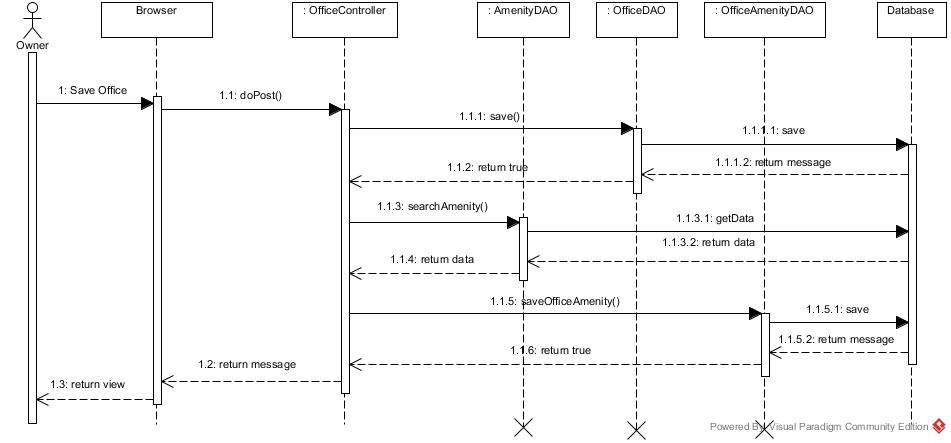 Browser
: OfficeController
: AmenityDAO
: OfficeDAO
: OfficeAmenityDAO
Database
Owner
1: Save Office
1.1: doPost()
1.1.1: save()
1.1.1.1: save
1.1.1.2: return message
1.1.2: return true
1.1.3: searchAmenity()
1.1.3.1: getData
1.1.3.2: return data
1.1.4: return data
1.1.5: saveOfficeAmenity()
1.1.5.1: save
1.1.5.2: return message
1.1.6: return true
1.2: return message
1.3: return view
Powered By Visual Paradigm Community Edition